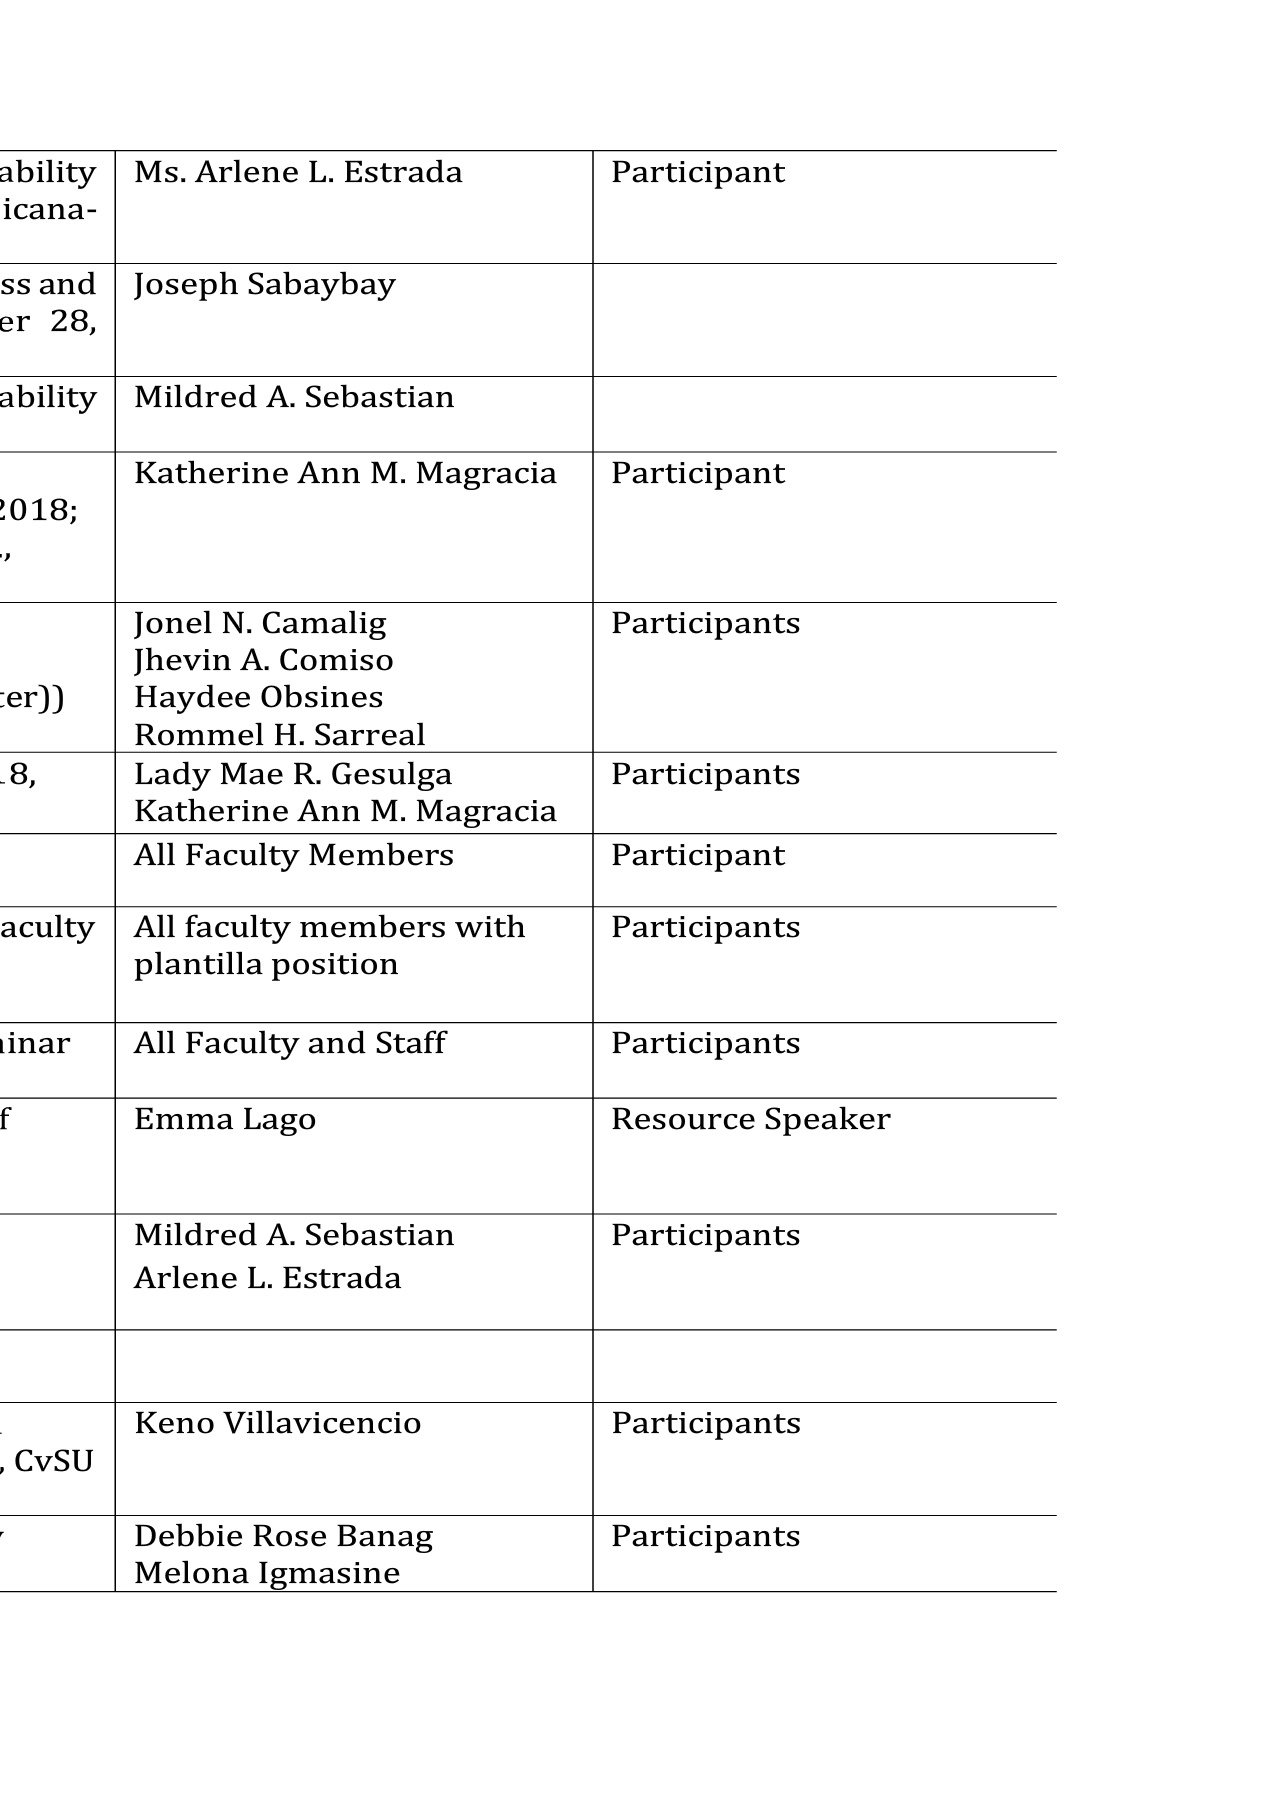 ability Ms. Arlene L. Estrada Participant
icana-
ss and Joseph Sabaybay
er 28,
ability Mildred A. Sebastian
Katherine Ann M. Magracia Participant
2018;
Jonel N. Camalig Participants
Jhevin A. Comiso
ter)) Haydee Obsines
Rommel H. Sarreal
18, Lady Mae R. Gesulga Participants
Katherine Ann M. Magracia
All Faculty Members Participant
aculty All faculty members with Participants
plantilla position
inar All Faculty and Staff Participants
f Emma Lago Resource Speaker
Mildred A. Sebastian Participants
Arlene L. Estrada
Keno Villavicencio Participants
, CvSU
Debbie Rose Banag Participants
Melona Igmasine